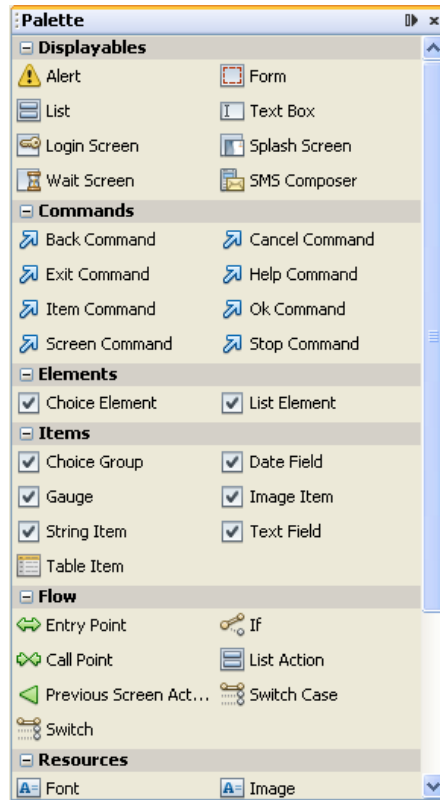 Palette
Displayables
Alert Form
List Text Box
Login Screen Splash Screen
Wait Screen SMS Composer
Commands
Back Command Cancel Command
Exit Command Help Command
Item Command Ok Command
Screen Command Stop Command
Elements
Choice Element List Element
Items
Choice Group Date Field
Gauge Image Item
String Item Text Field
Table Item
Flow
Entry Point If
Call Point List Action
Previous Screen Act... Switch Case
Switch
Resources
Font Image